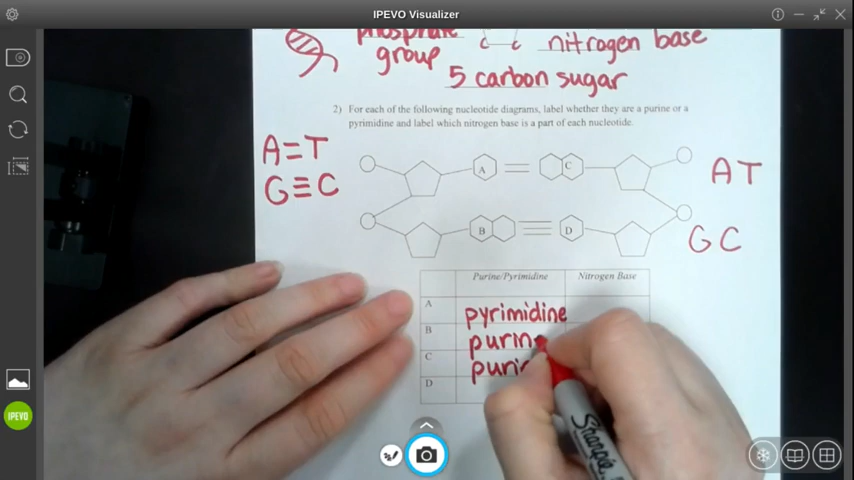 IPEVO Visualizer
phosphate
group
nitrogen base
5 carbon sugar
2) For each of the following nucleotide diagrams, label whether they are a purine or a
pyrimidine and label which nitrogen base is a part of each nucleotide.
A=T
G≡C
A
C
A T
B
D
G C
Purine/Pyrimidine Nitrogen Base
A pyrimidine
B purin
C puri
D
Sharpie
IPEVO